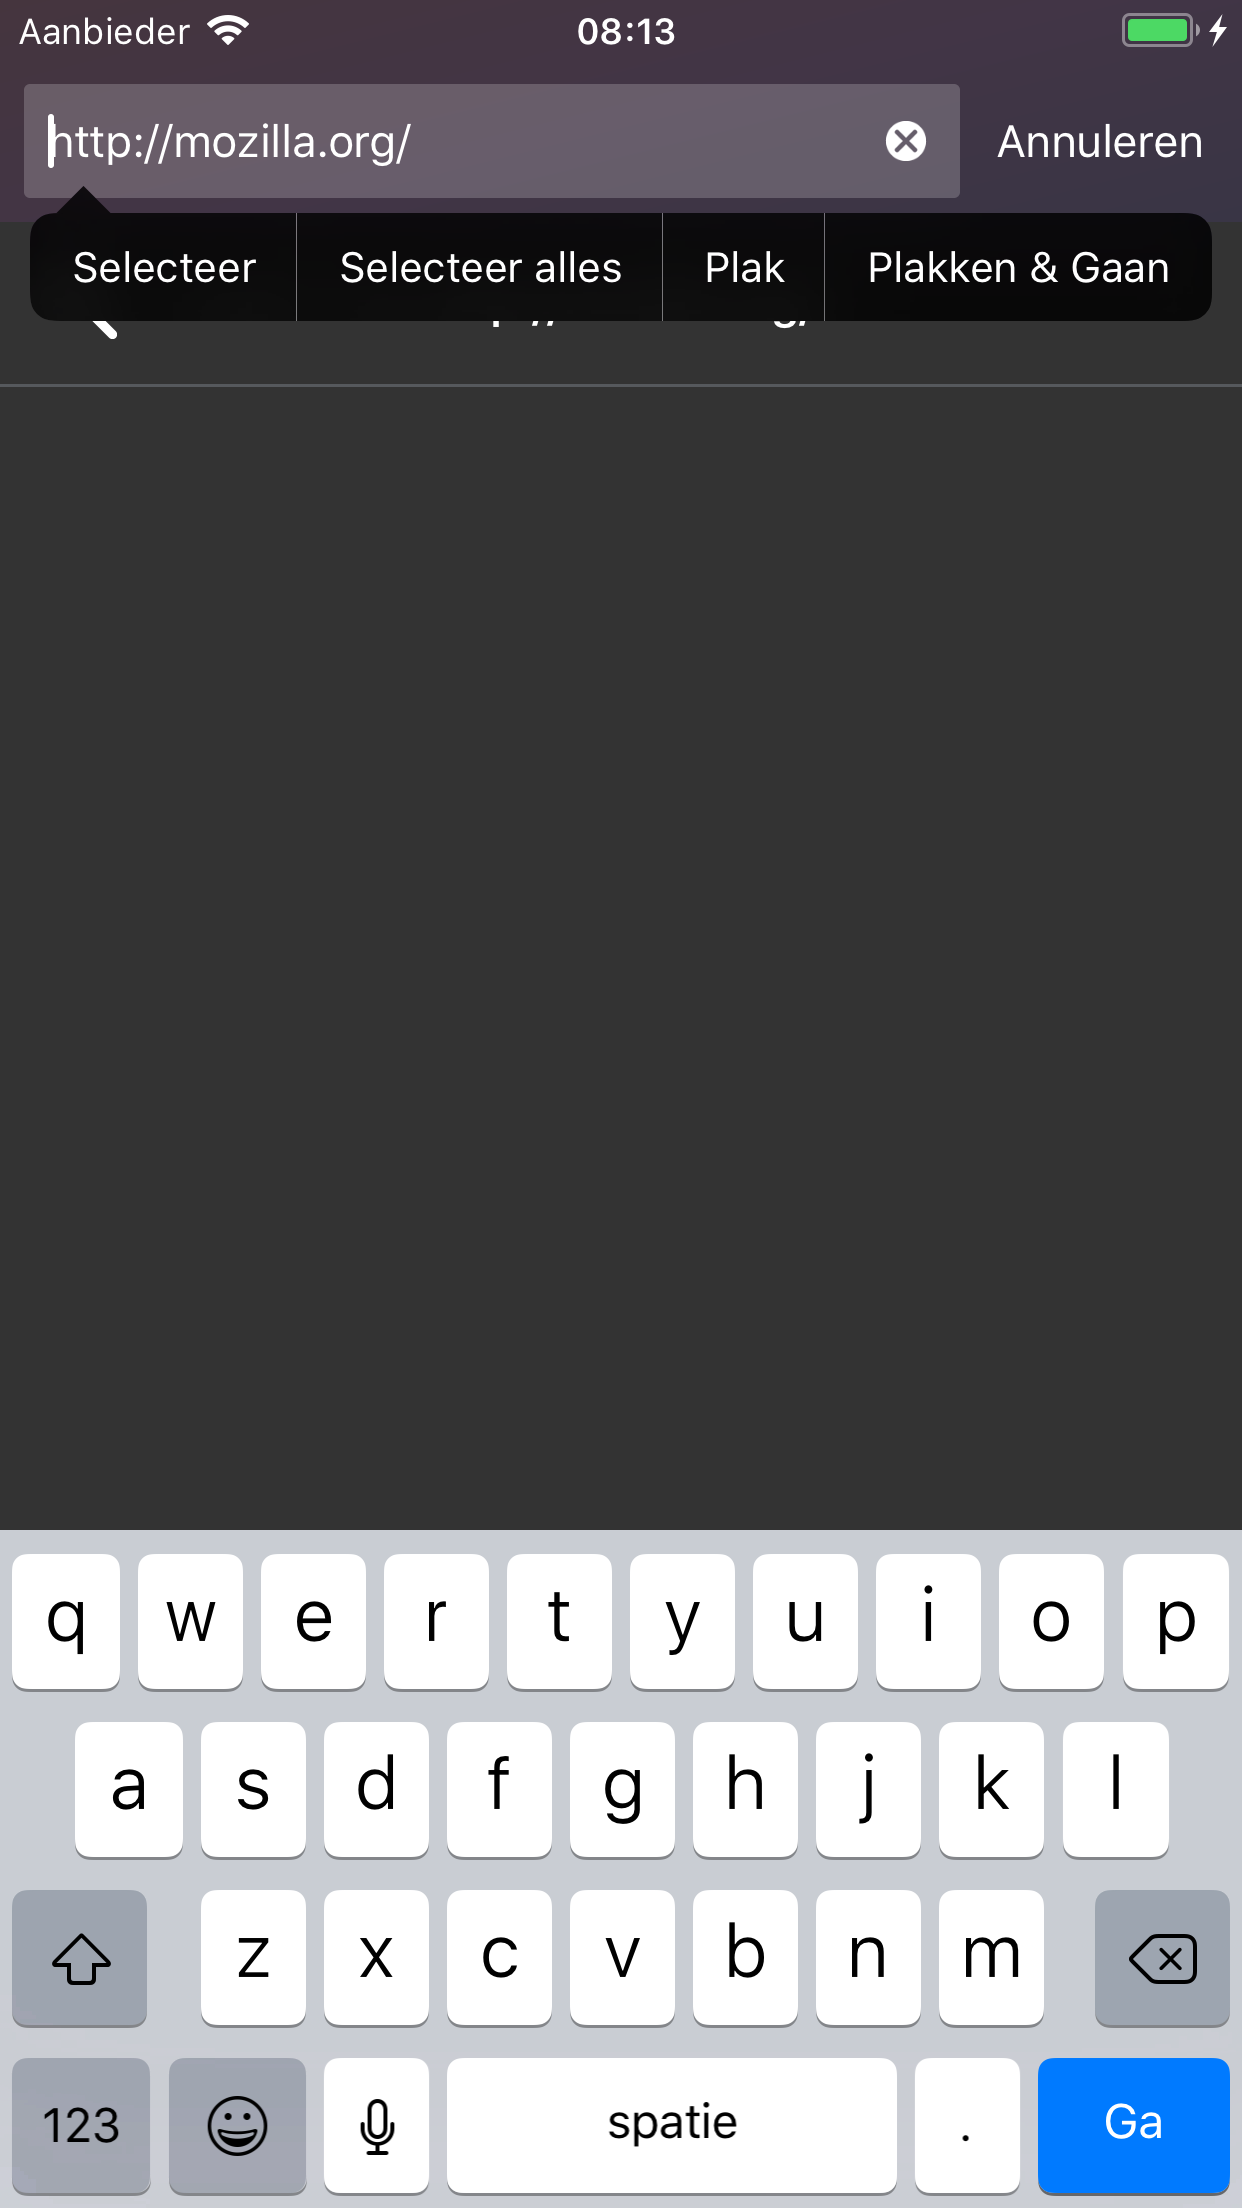 Aanbieder 08:13
http://mozilla.org/ Annuleren
Selecteer Selecteer alles Plak Plakken & Gaan
q w e r t y u i o p
a s d f g h j k l
z x c v b n m
123 spatie . Ga